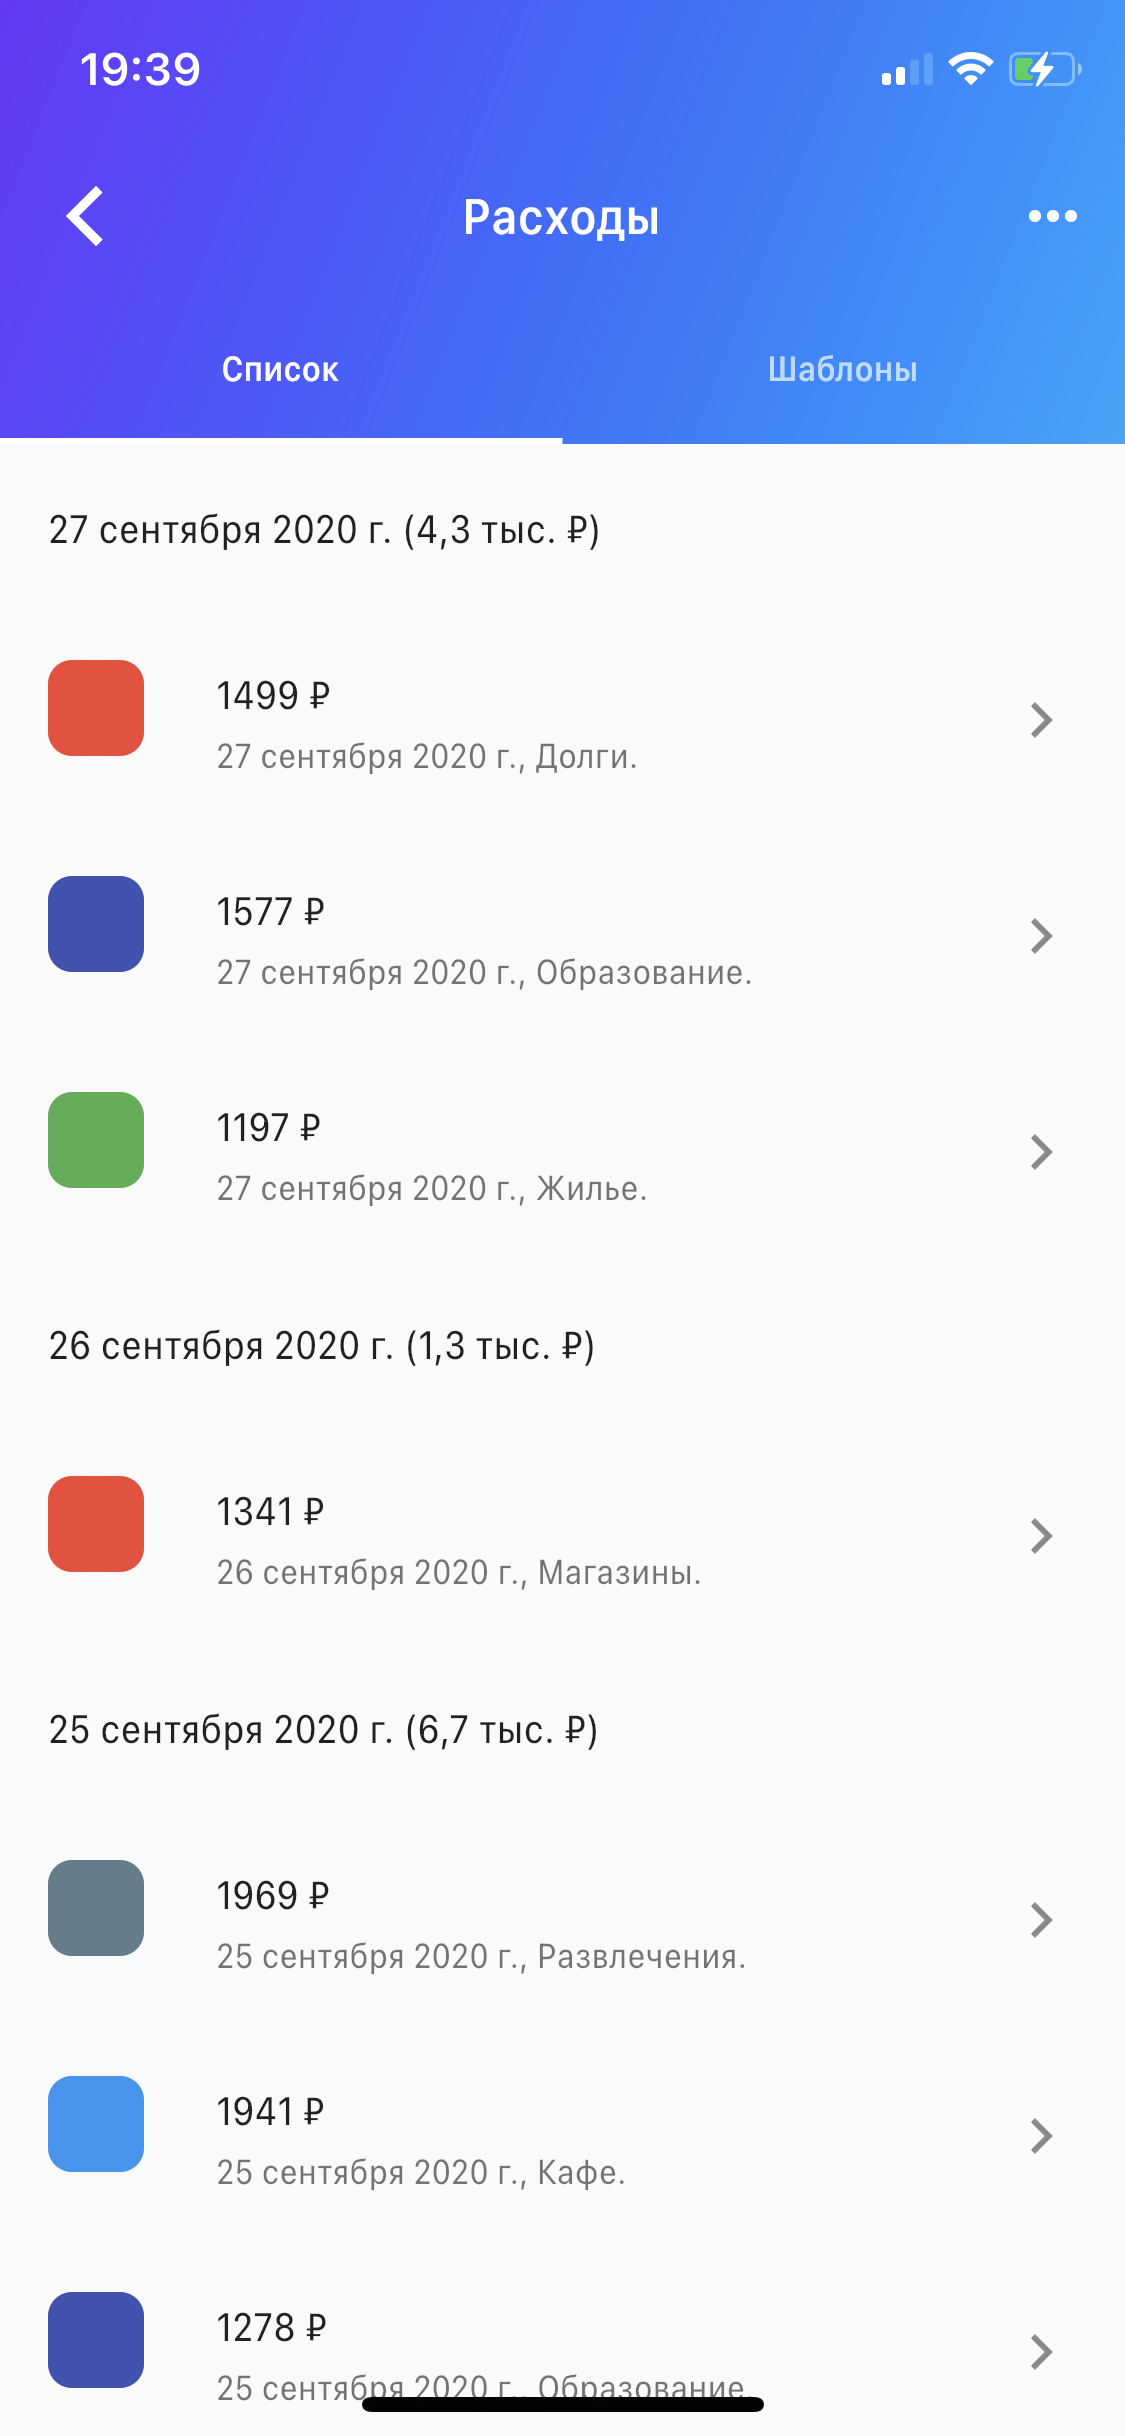 19:39
Расходы
Список
Шаблоны
27 сентября 2020 г. (4,3 тыс. ₽)
1499 ₽
27 сентября 2020 г., Долги.
1577 ₽
27 сентября 2020 г., Образование.
1197 ₽
27 сентября 2020 г., Жилье.
26 сентября 2020 г. (1,3 тыс. ₽)
1341 ₽
26 сентября 2020 г., Магазины.
25 сентября 2020 г. (6,7 тыс. ₽)
1969 ₽
25 сентября 2020 г., Развлечения.
1941 ₽
25 сентября 2020 г., Кафе.
1278 ₽
25 сентября 2020 г., Образование.